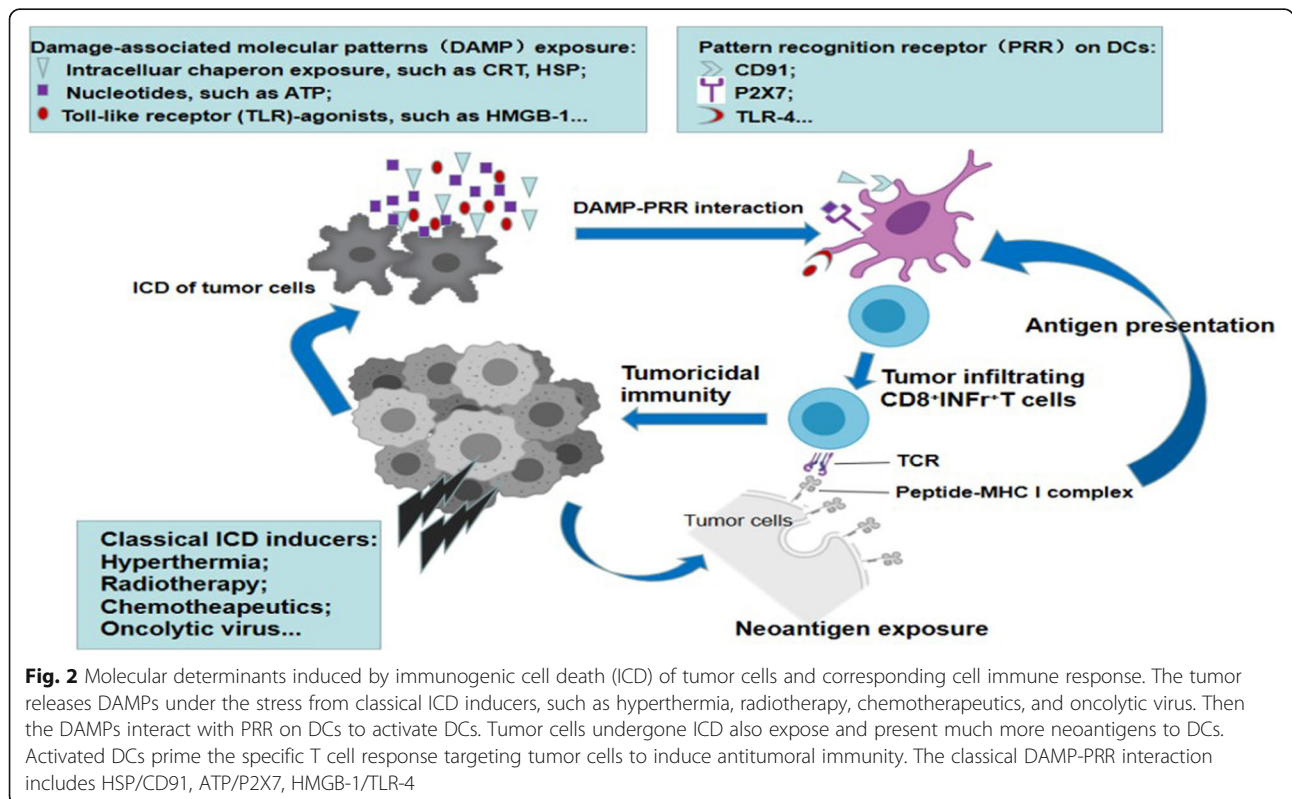 Damage-associated molecular patterns（DAMP）exposure:
Intracelluar chaperon exposure, such as CRT, HSP;
Nucleotides, such as ATP;
Toll-like receptor (TLR)-agonists, such as HMGB-1...
Pattern recognition receptor（PRR）on DCs:
CD91;
P2X7;
TLR-4...
DAMP-PRR interaction
ICD of tumor cells
Antigen presentation
Tumoricidal
immunity
Tumor infiltrating
CD8⁺INFr⁺T cells
TCR
Peptide-MHC I complex
Tumor cells
Classical ICD inducers:
Hyperthermia;
Radiotherapy;
Chemotheapeutics;
Oncolytic virus...
Neoantigen exposure
Fig. 2 Molecular determinants induced by immunogenic cell death (ICD) of tumor cells and corresponding cell immune response. The tumor
releases DAMPs under the stress from classical ICD inducers, such as hyperthermia, radiotherapy, chemotherapeutics, and oncolytic virus. Then
the DAMPs interact with PRR on DCs to activate DCs. Tumor cells undergone ICD also expose and present much more neoantigens to DCs.
Activated DCs prime the specific T cell response targeting tumor cells to induce antitumoral immunity. The classical DAMP-PRR interaction
includes HSP/CD91, ATP/P2X7, HMGB-1/TLR-4